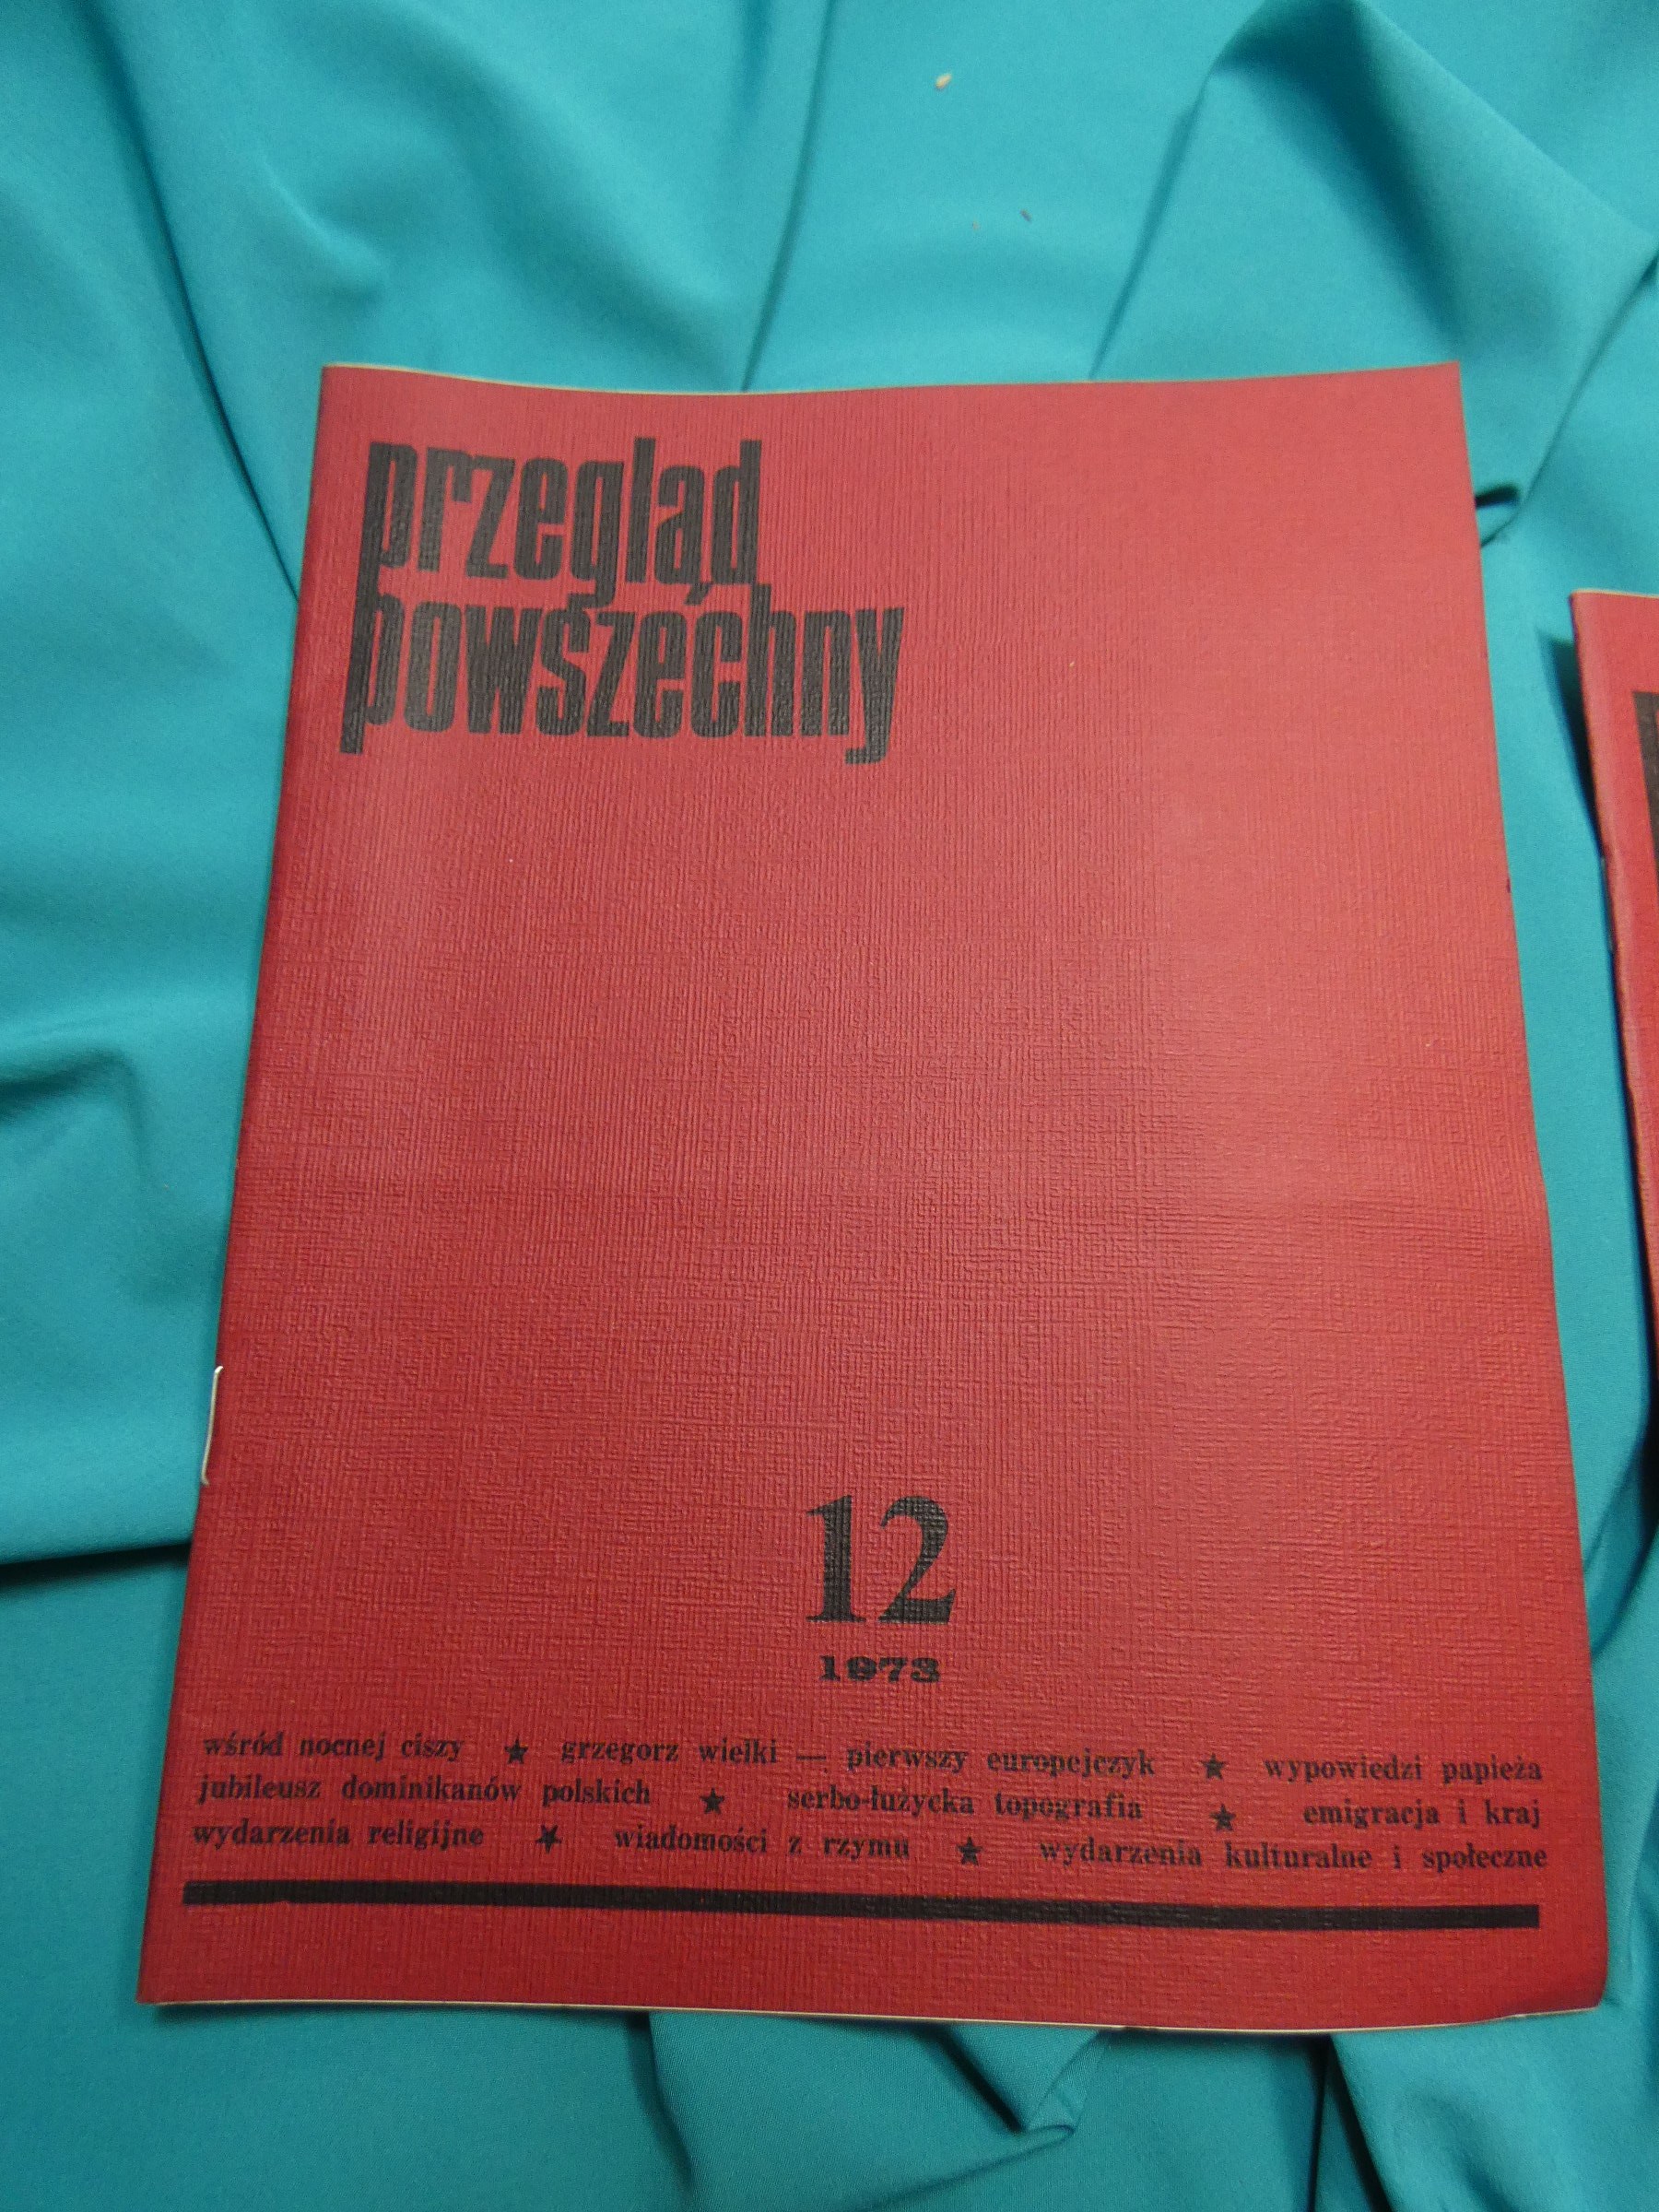 przegląd
powszechny
12
1973
wśród nocnej ciszy ★ grzegorz wielki — pierwszy europejczyk ★ wypowiedzi papieża
jubileusz dominikanów polskich ★ serbo-łużycka topografia ★ emigracja i kraj
wydarzenia religijne ★ wiadomości z rzymu ★ wydarzenia kulturalne i społeczne